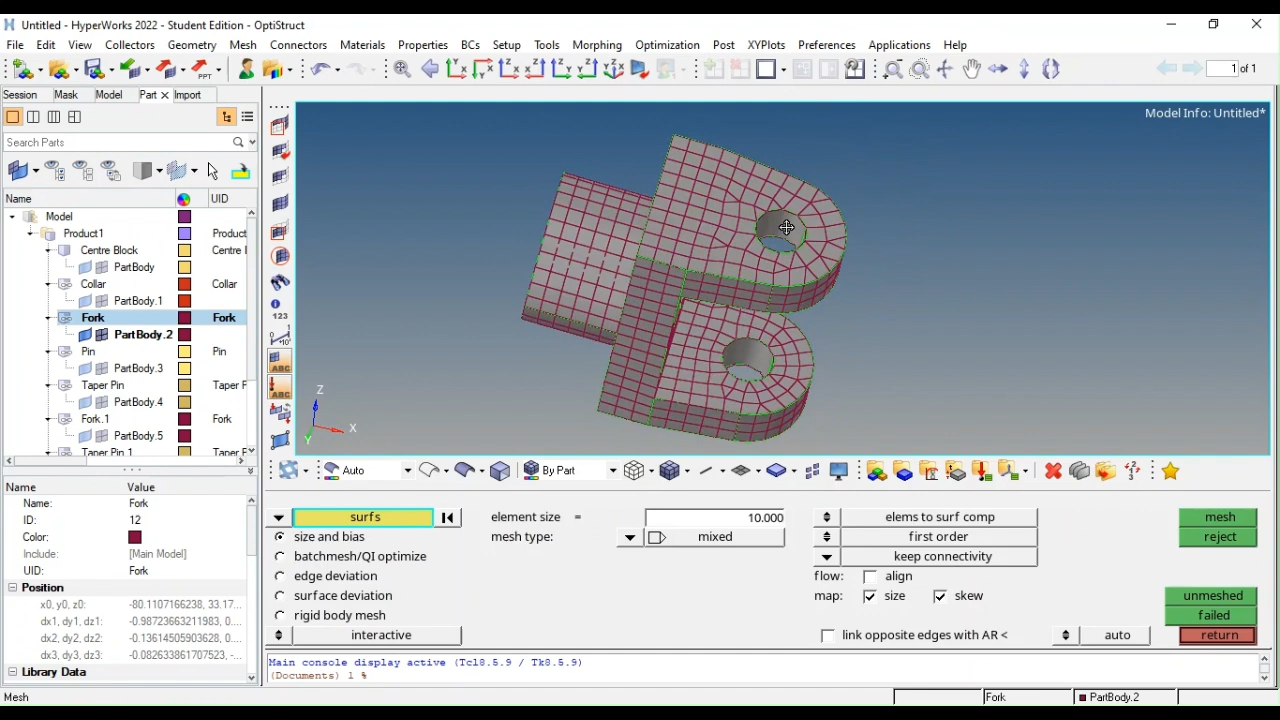 Untitled - HyperWorks 2022 - Student Edition - OptiStruct
File Edit View Collectors Geometry Mesh Connectors Materials Properties BCs Setup Tools Morphing Optimization Post XYPlots Preferences Applications Help
1 of 1
Session Mask Model Part Import
Model Info: Untitled*
Search Parts
Name UID
Model
Product1 Product
Centre Block Centre
PartBody
Collar Collar
PartBody.1
Fork Fork
PartBody.2
Pin Pin
PartBody.3
Taper Pin Taper F
PartBody.4
Fork.1 Fork
PartBody.5
Taper Pin 1 Taper F
Z
X
Y
123
ABC
ABC
Auto By Part
Name Value
Name: Fork
ID: 12
Color:
Include: [Main Model]
UID: Fork
Position
x0, y0, z0: -80.1107166238, 33.17...
dx1, dy1, dz1: -0.98723663211983, 0....
dx2, dy2, dz2: -0.13614505903628, 0....
dx3, dy3, dz3: -0.082633861707523, -...
Library Data
surfs element size = 10.000 elems to surf comp mesh
size and bias mesh type: mixed first order reject
batchmesh/QI optimize keep connectivity
edge deviation flow: align
surface deviation map: size skew unmeshed
rigid body mesh failed
interactive link opposite edges with AR < auto return
Main console display active (Tcl8.5.9 / Tk8.5.9)
(Documents) 1 %
Mesh Fork PartBody.2